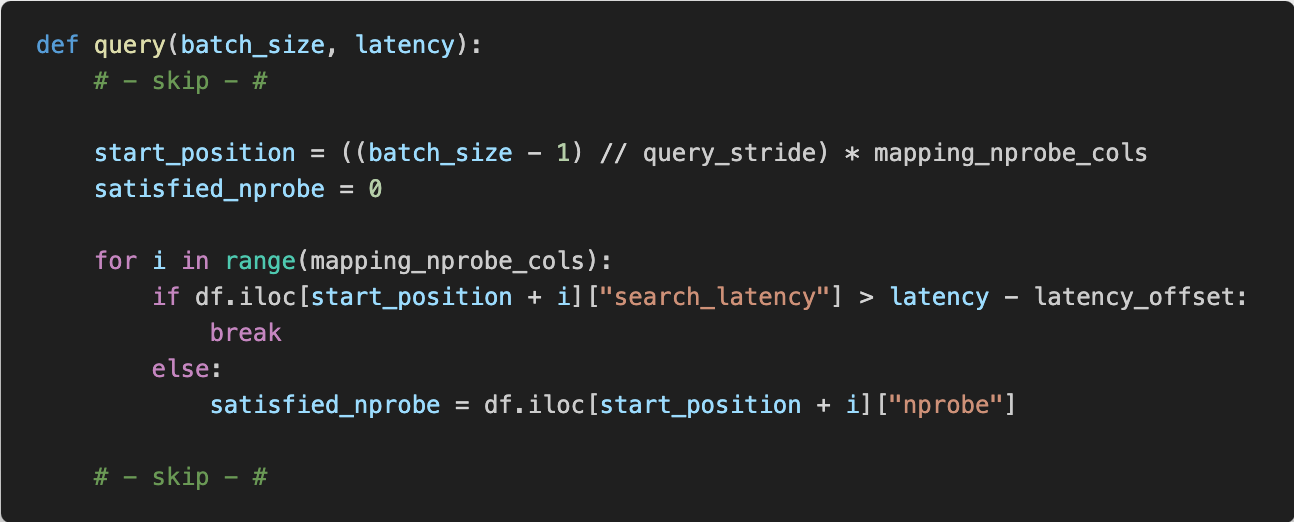 def query(batch_size, latency):
    # - skip - #

    start_position = ((batch_size - 1) // query_stride) * mapping_nprobe_cols
    satisfied_nprobe = 0

    for i in range(mapping_nprobe_cols):
        if df.iloc[start_position + i]["search_latency"] > latency - latency_offset:
            break
        else:
            satisfied_nprobe = df.iloc[start_position + i]["nprobe"]

    # - skip - #